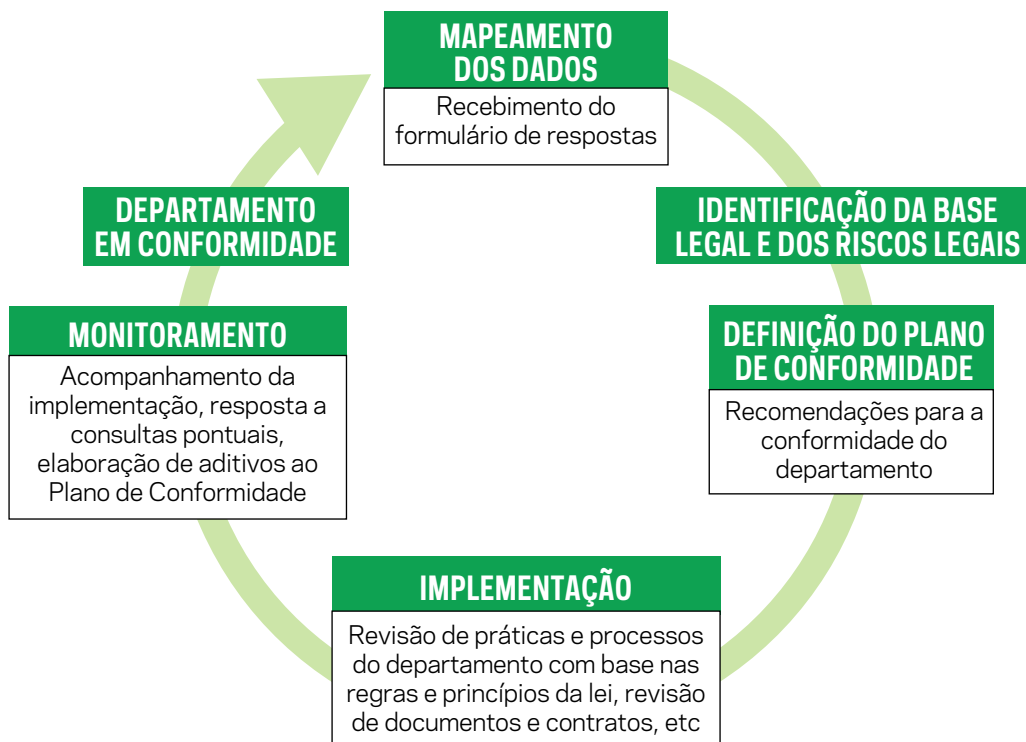 MAPEAMENTO
DOS DADOS
Recebimento do
formulário de respostas
IDENTIFICAÇÃO DA BASE
LEGAL E DOS RISCOS LEGAIS
DEFINIÇÃO DO PLANO
DE CONFORMIDADE
Recomendações para a
conformidade do
departamento
IMPLEMENTAÇÃO
Revisão de práticas e processos
do departamento com base nas
regras e princípios da lei, revisão
de documentos e contratos, etc
MONITORAMENTO
Acompanhamento da
implementação, resposta a
consultas pontuais,
elaboração de aditivos ao
Plano de Conformidade
DEPARTAMENTO
EM CONFORMIDADE